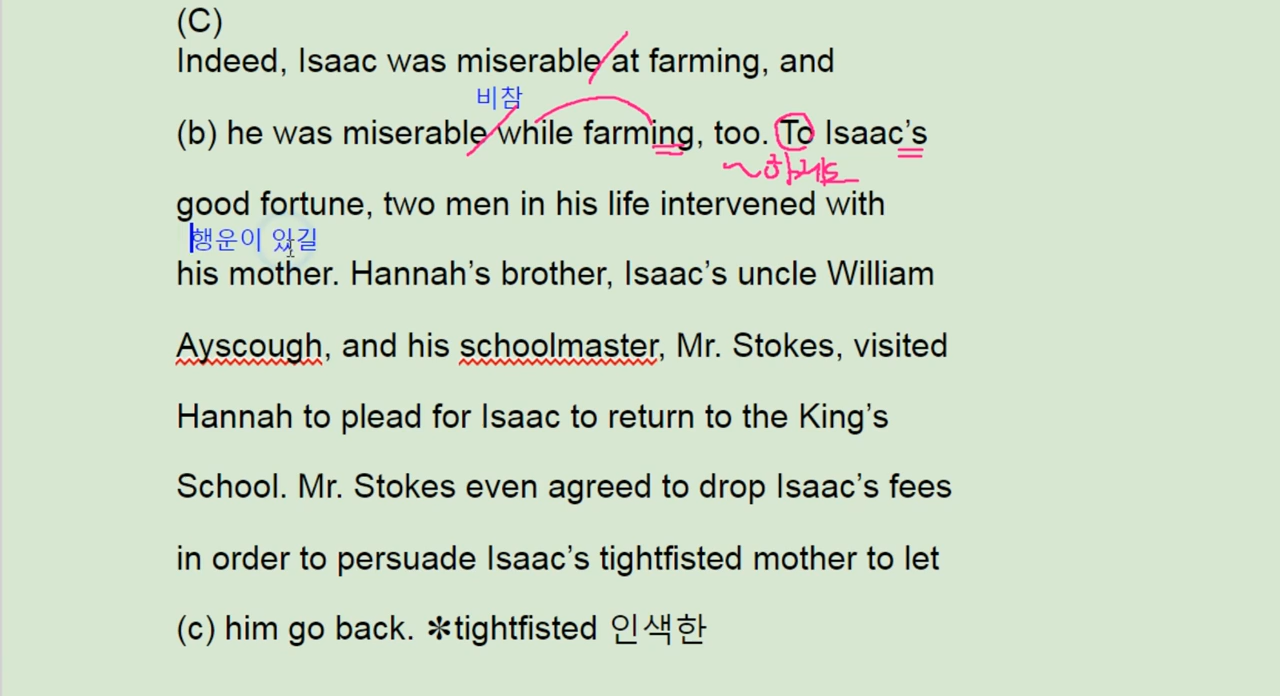 (C)
Indeed, Isaac was miserable at farming, and
비참
(b) he was miserable while farming, too. To Isaac's
~하게도
good fortune, two men in his life intervened with
행운이 있길
his mother. Hannah's brother, Isaac's uncle William
Ayscough, and his schoolmaster, Mr. Stokes, visited
Hannah to plead for Isaac to return to the King's
School. Mr. Stokes even agreed to drop Isaac's fees
in order to persuade Isaac's tightfisted mother to let
(c) him go back. ✻tightfisted 인색한